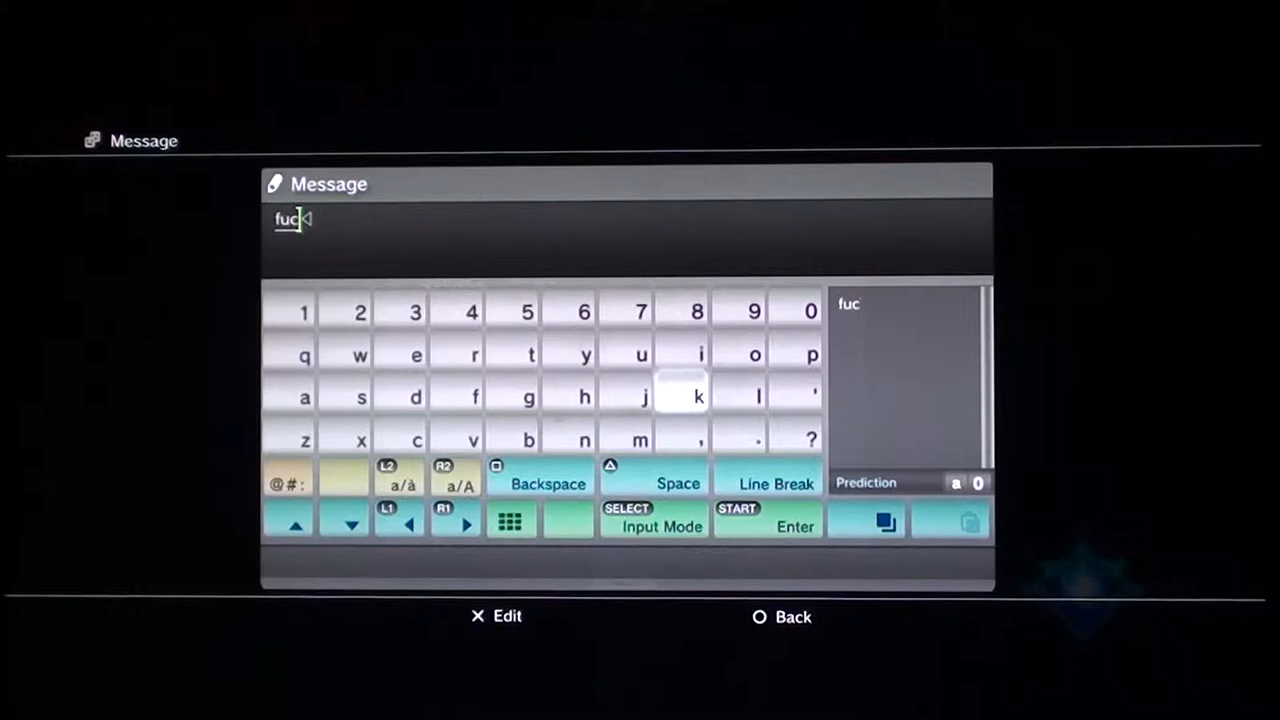 Message
Message
fuc
1 2 3 4 5 6 7 8 9 0
fuc
q w e r t y u i o p
a s d f g h j k l '
z x c v b n m , . ?
@#: L2 a/à R2 a/A Backspace Space Line Break Prediction a 0
L1 R1 SELECT Input Mode START Enter
Edit Back